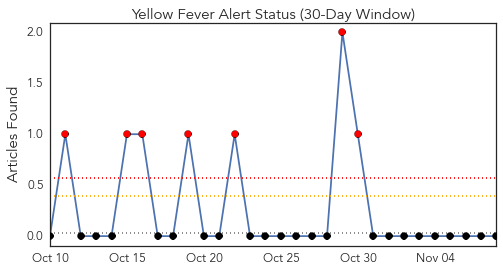 Yellow Fever Alert Status (30-Day Window)
Articles Found
2.0
1.5
1.0
0.5
0.0
Oct 10 Oct 15 Oct 20 Oct 25 Oct 30 Nov 04